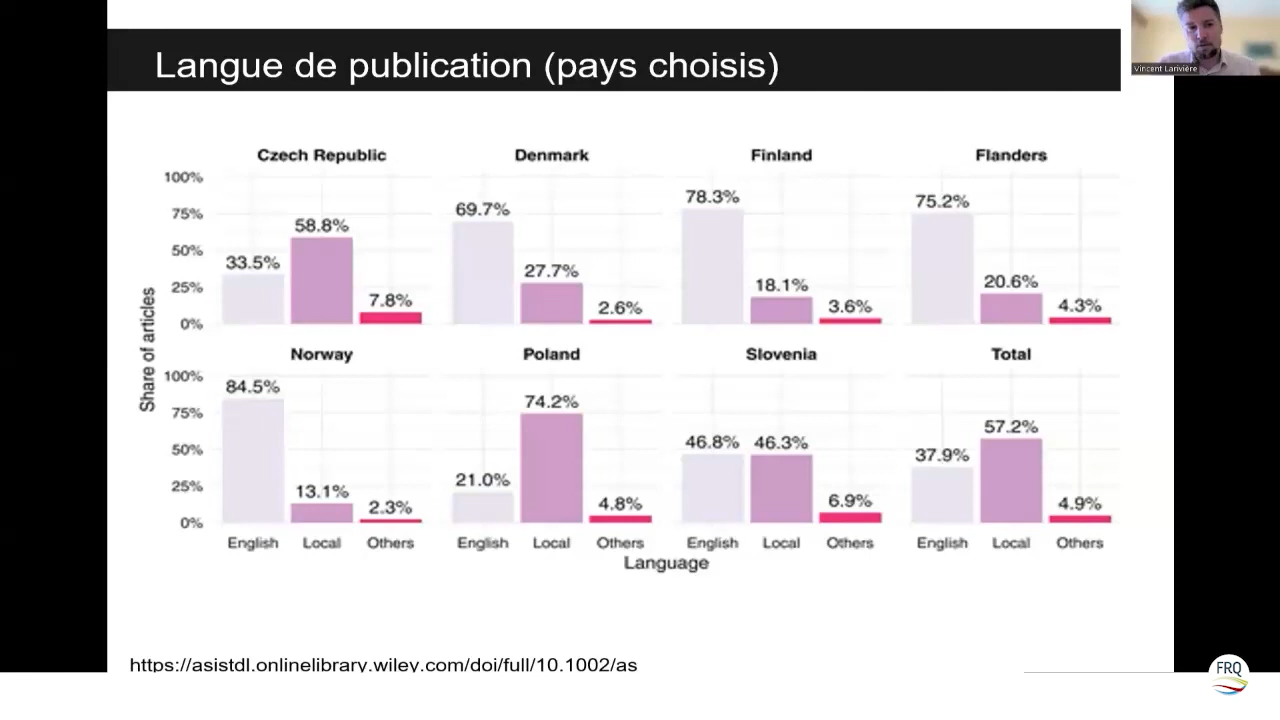 Langue de publication (pays choisis)
Vincent Larivière
Czech Republic Denmark Finland Flanders
100%
75%
50%
25%
0%
33.5% 58.8% 7.8%
69.7% 27.7% 2.6%
78.3% 18.1% 3.6%
75.2% 20.6% 4.3%
Share of articles
Norway Poland Slovenia Total
100%
75%
50%
25%
0%
84.5% 13.1% 2.3%
21.0% 74.2% 4.8%
46.8% 46.3% 6.9%
37.9% 57.2% 4.9%
English Local Others English Local Others English Local Others English Local Others
Language
https://asistdl.onlinelibrary.wiley.com/doi/full/10.1002/as
FRQ